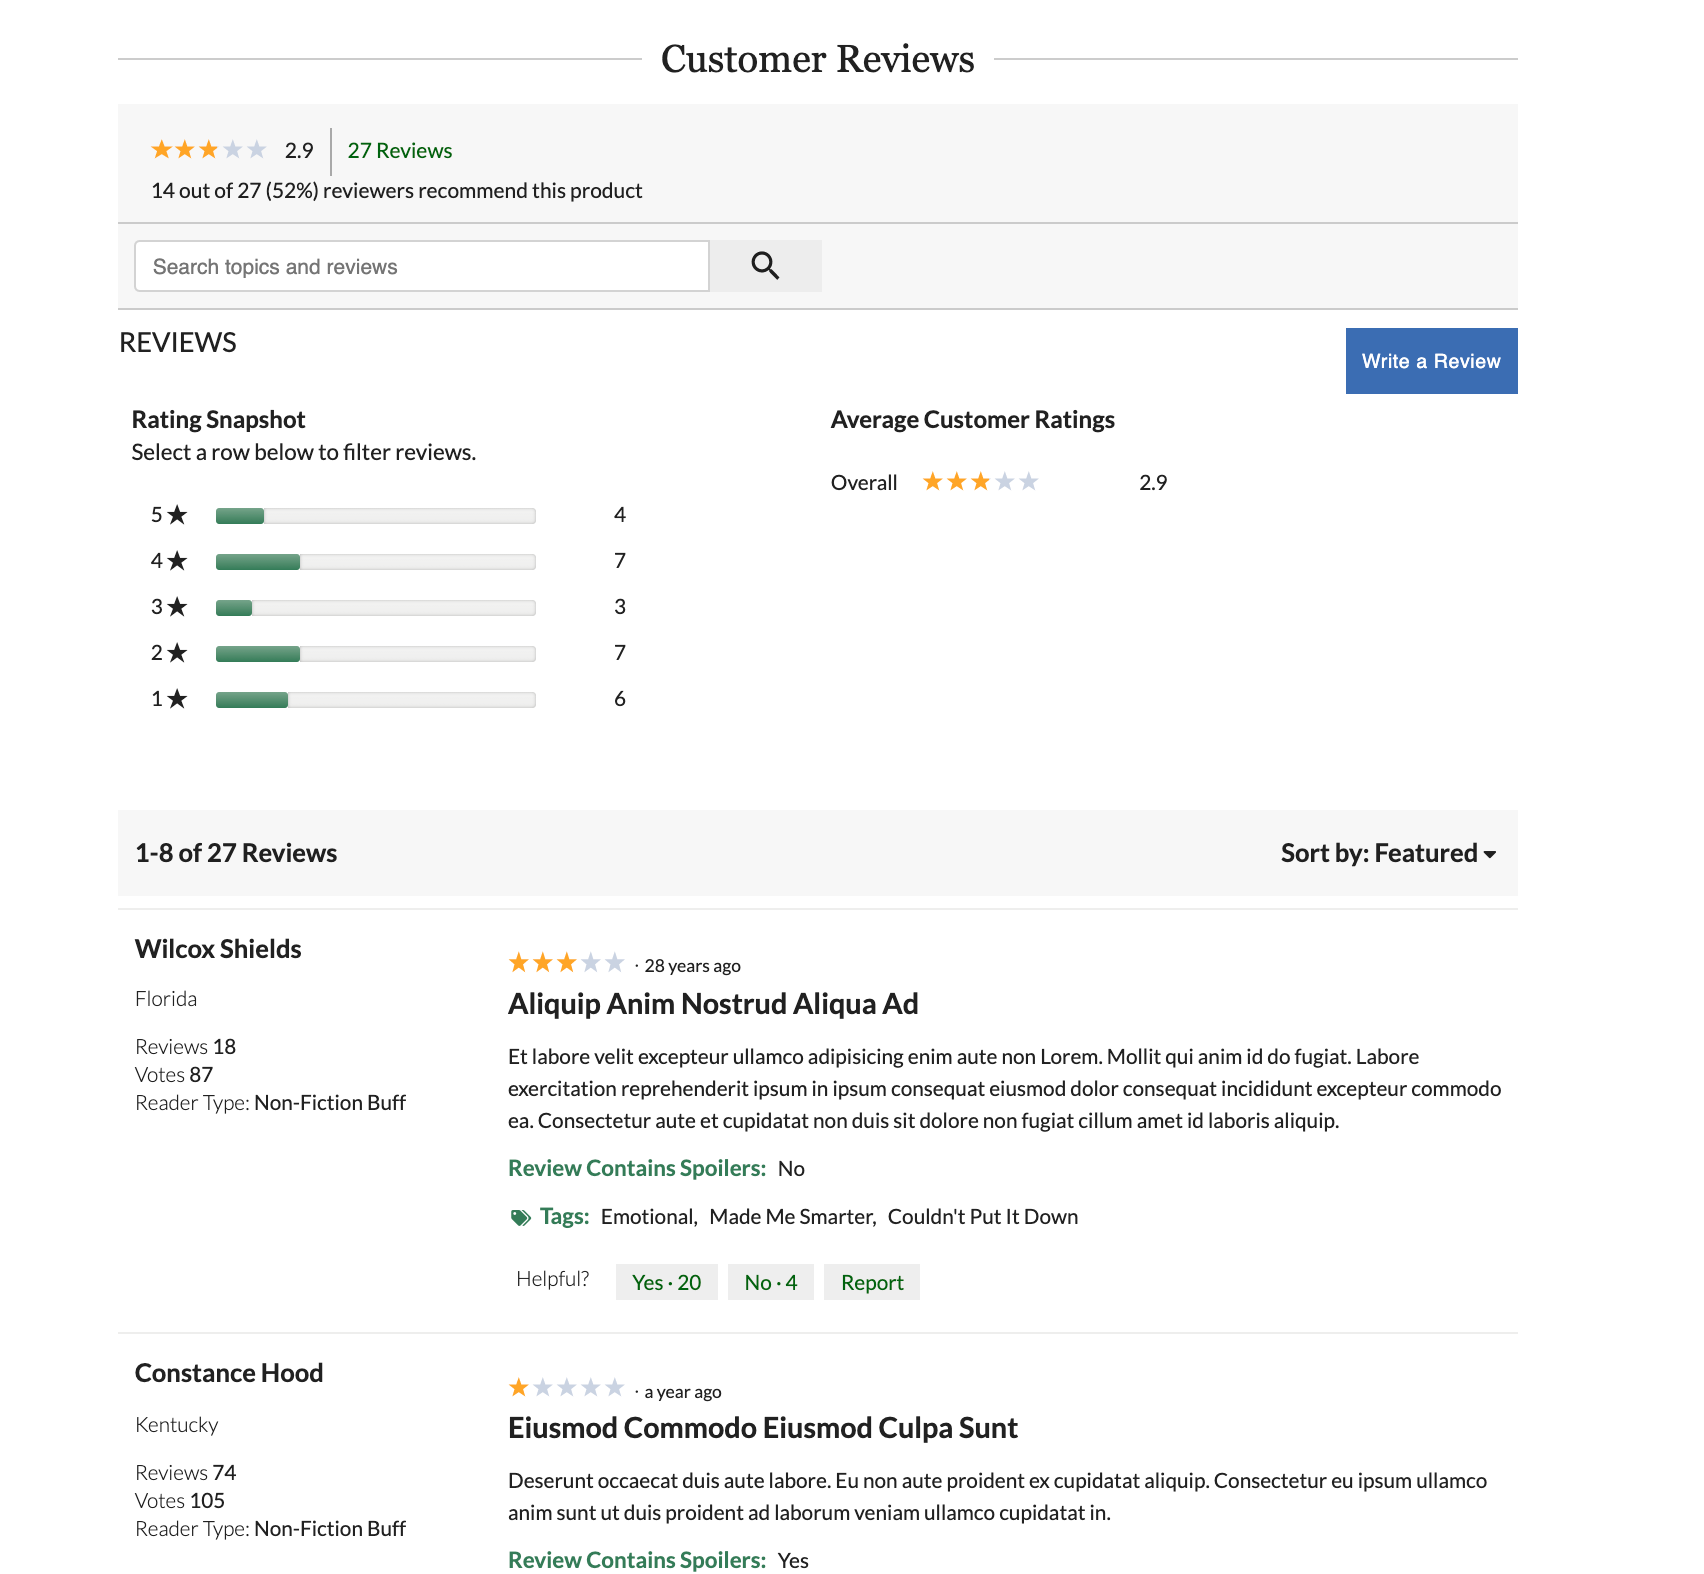 Customer Reviews
2.9 27 Reviews
14 out of 27 (52%) reviewers recommend this product
Search topics and reviews
REVIEWS
Write a Review
Rating Snapshot
Select a row below to filter reviews.
5★ 4
4★ 7
3★ 3
2★ 7
1★ 6
Average Customer Ratings
Overall 2.9
1-8 of 27 Reviews
Sort by: Featured
Wilcox Shields
Florida
Reviews 18
Votes 87
Reader Type: Non-Fiction Buff
· 28 years ago
Aliquip Anim Nostrud Aliqua Ad
Et labore velit excepteur ullamco adipisicing enim aute non Lorem. Mollit qui anim id do fugiat. Labore
exercitation reprehenderit ipsum in ipsum consequat eiusmod dolor consequat incididunt excepteur commodo
ea. Consectetur aute et cupidatat non duis sit dolore non fugiat cillum amet id laboris aliquip.
Review Contains Spoilers: No
Tags: Emotional, Made Me Smarter, Couldn't Put It Down
Helpful? Yes · 20 No · 4 Report
Constance Hood
Kentucky
Reviews 74
Votes 105
Reader Type: Non-Fiction Buff
· a year ago
Eiusmod Commodo Eiusmod Culpa Sunt
Deserunt occaecat duis aute labore. Eu non aute proident ex cupidatat aliquip. Consectetur eu ipsum ullamco
anim sunt ut duis proident ad laborum veniam ullamco cupidatat in.
Review Contains Spoilers: Yes